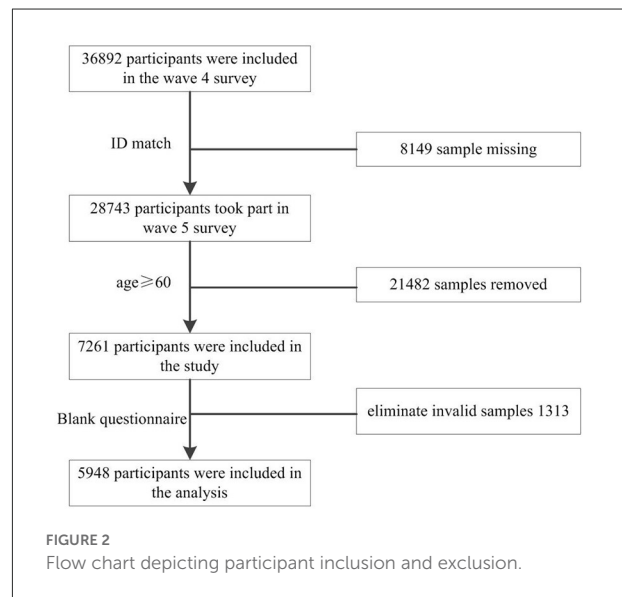 36892 participants were included
in the wave 4 survey
ID match
8149 sample missing
28743 participants took part in
wave 5 survey
age≥60
21482 samples removed
7261 participants were included in
the study
Blank questionnaire
eliminate invalid samples 1313
5948 participants were included in
the analysis
FIGURE 2
Flow chart depicting participant inclusion and exclusion.